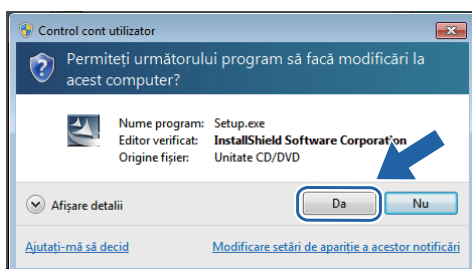 Control cont utilizator
Permiteți următorului program să facă modificări la
acest computer?
Nume program: Setup.exe
Editor verificat: InstallShield Software Corporation
Origine fișier: Unitate CD/DVD
Afișare detalii
Da
Nu
Ajutați-mă să decid
Modificare setări de apariție a acestor notificări